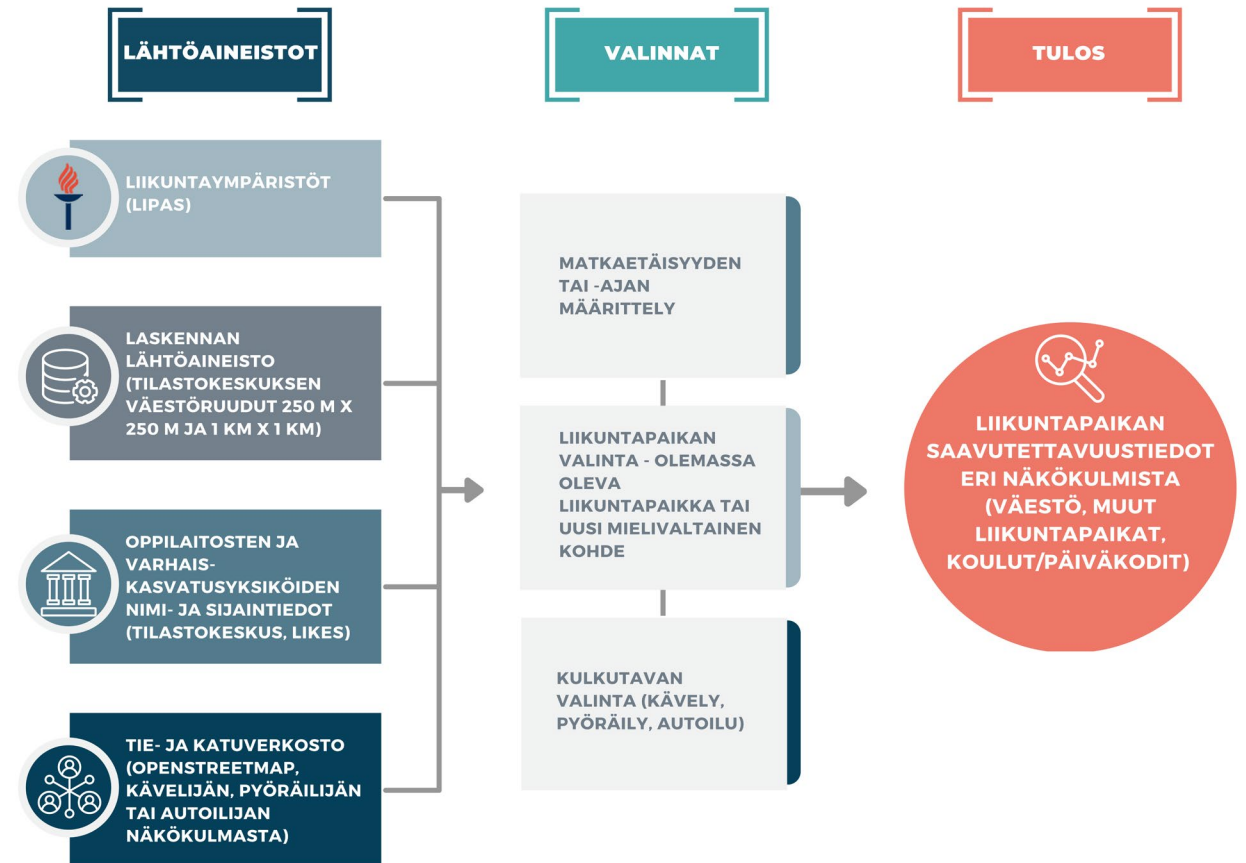 LÄHTÖAINEISTOT
VALINNAT
TULOS
LIIKUNTAYMPÄRISTÖT
(LIPAS)
LASKENNAN
LÄHTÖAINEISTO
(TILASTOKESKUKSEN
VÄESTÖRUUDUT 250 M X
250 M JA 1 KM X 1 KM)
OPPILAITOSTEN JA
VARHAIS-
KASVATUSYKSIKÖIDEN
NIMI- JA SIJAINTIEDOT
(TILASTOKESKUS, LIKES)
TIE- JA KATUVERKOSTO
(OPENSTREETMAP,
KÄVELIJÄN, PYÖRÄILIJÄN
TAI AUTOILIJAN
NÄKÖKULMASTA)
MATKAETÄISYYDEN
TAI -AJAN
MÄÄRITTELY
LIIKUNTAPAIKAN
VALINTA - OLEMASSA
OLEVA
LIIKUNTAPAIKKA TAI
UUSI MIELIVALTAINEN
KOHDE
KULKUTAVAN
VALINTA (KÄVELY,
PYÖRÄILY, AUTOILU)
LIIKUNTAPAIKAN
SAAVUTETTAVUUSTIEDOT
ERI NÄKÖKULMISTA
(VÄESTÖ, MUUT
LIIKUNTAPAIKAT,
KOULUT/PÄIVÄKODIT)